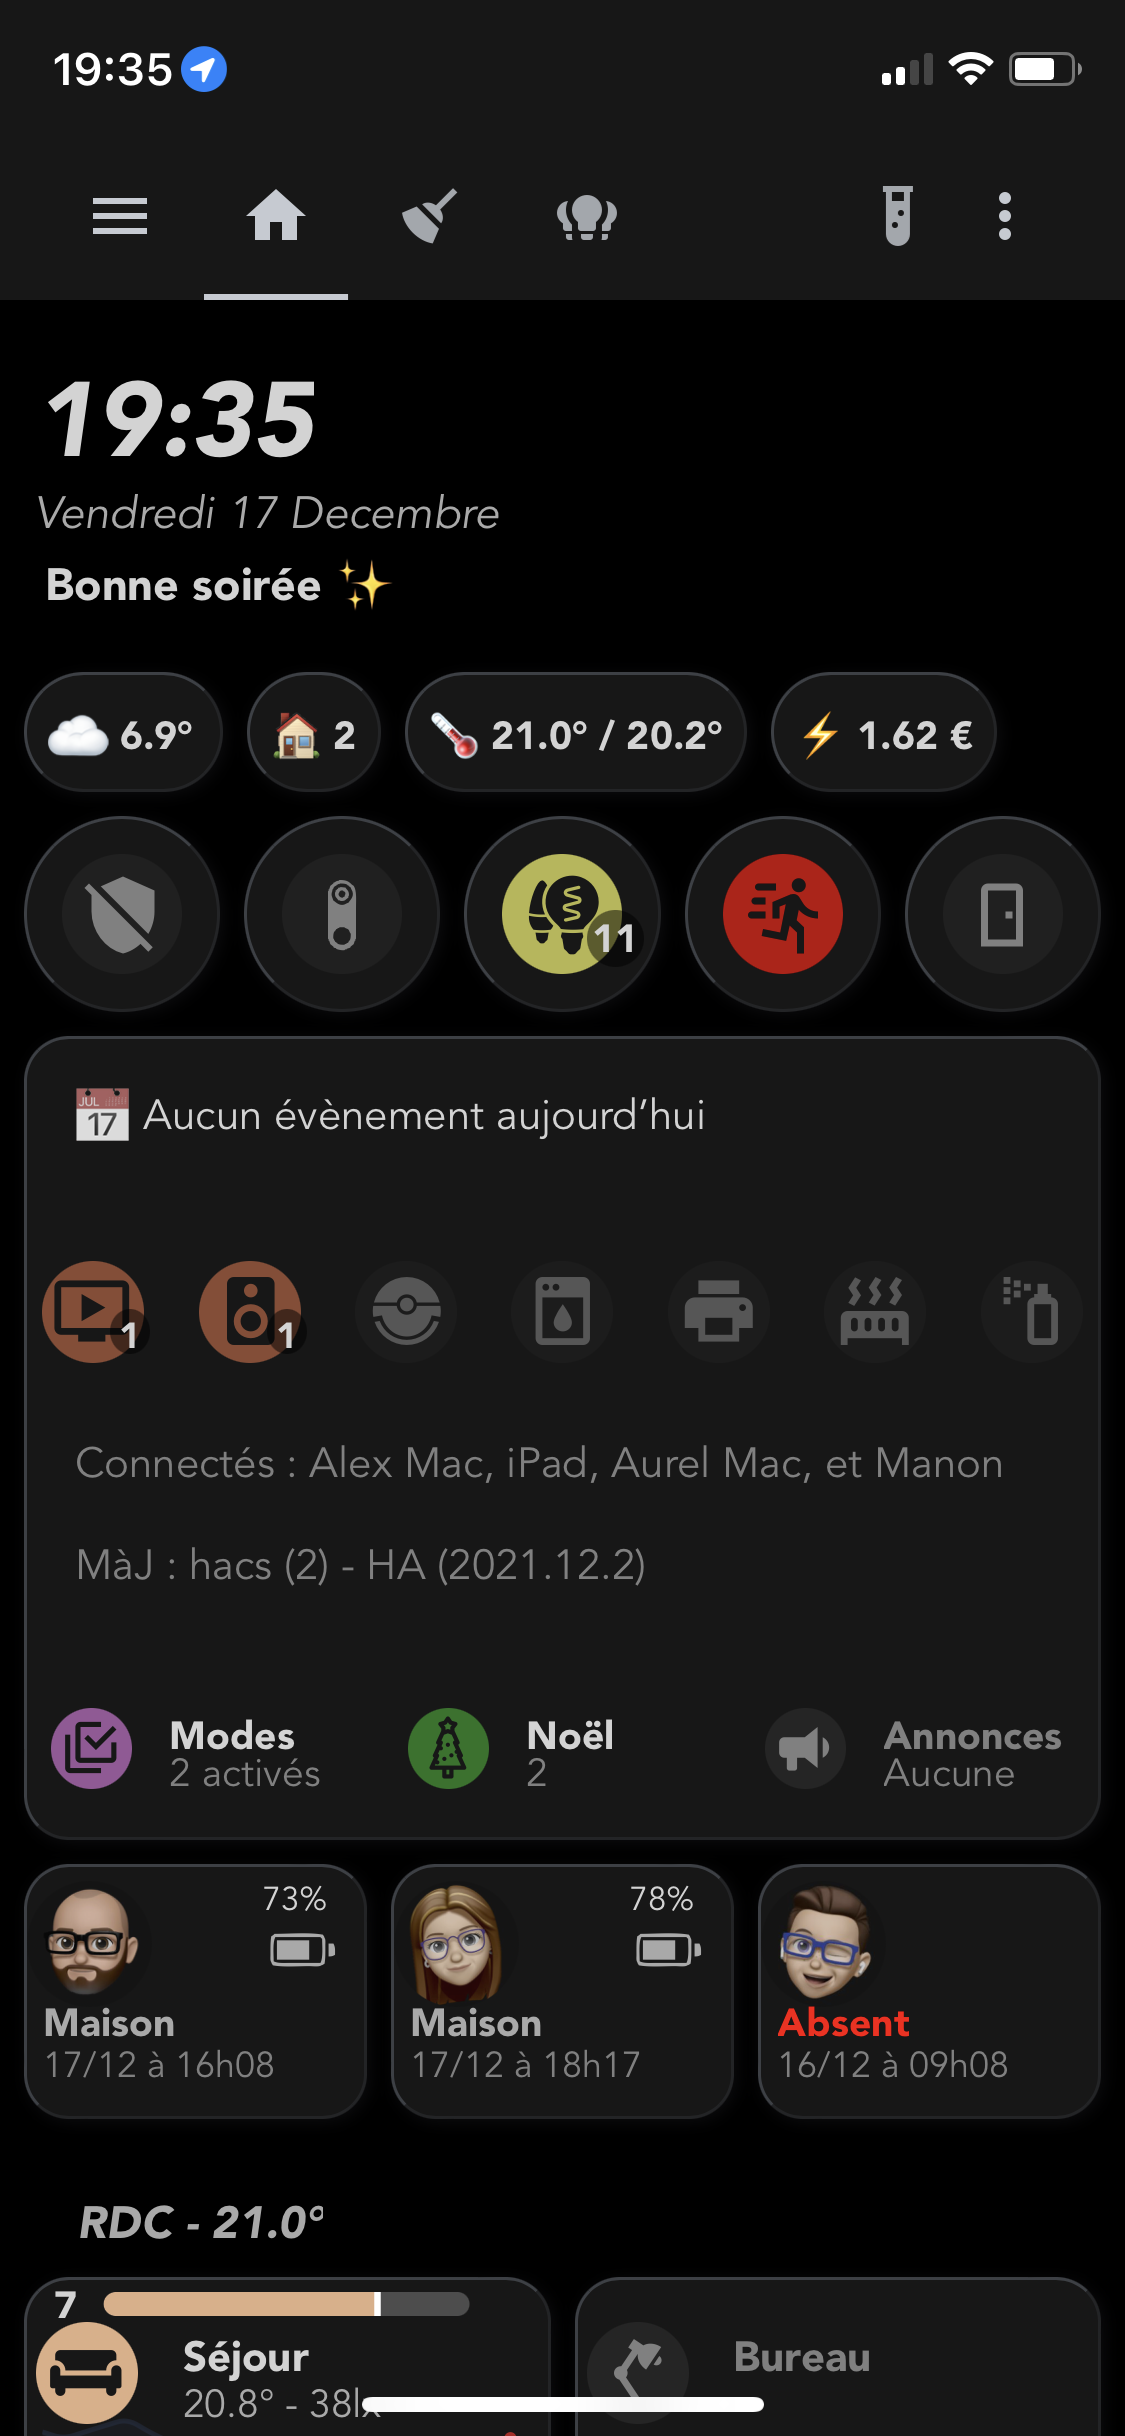 19:35
19:35
Vendredi 17 Decembre
Bonne soirée ✨
6.9°
2
21.0° / 20.2°
1.62 €
11
JUL
17
Aucun évènement aujourd’hui
1
1
Connectés : Alex Mac, iPad, Aurel Mac, et Manon
MàJ : hacs (2) - HA (2021.12.2)
Modes
2 activés
Noël
2
Annonces
Aucune
73%
Maison
17/12 à 16h08
78%
Maison
17/12 à 18h17
Absent
16/12 à 09h08
RDC - 21.0°
7
Séjour
20.8° - 38lx
Bureau